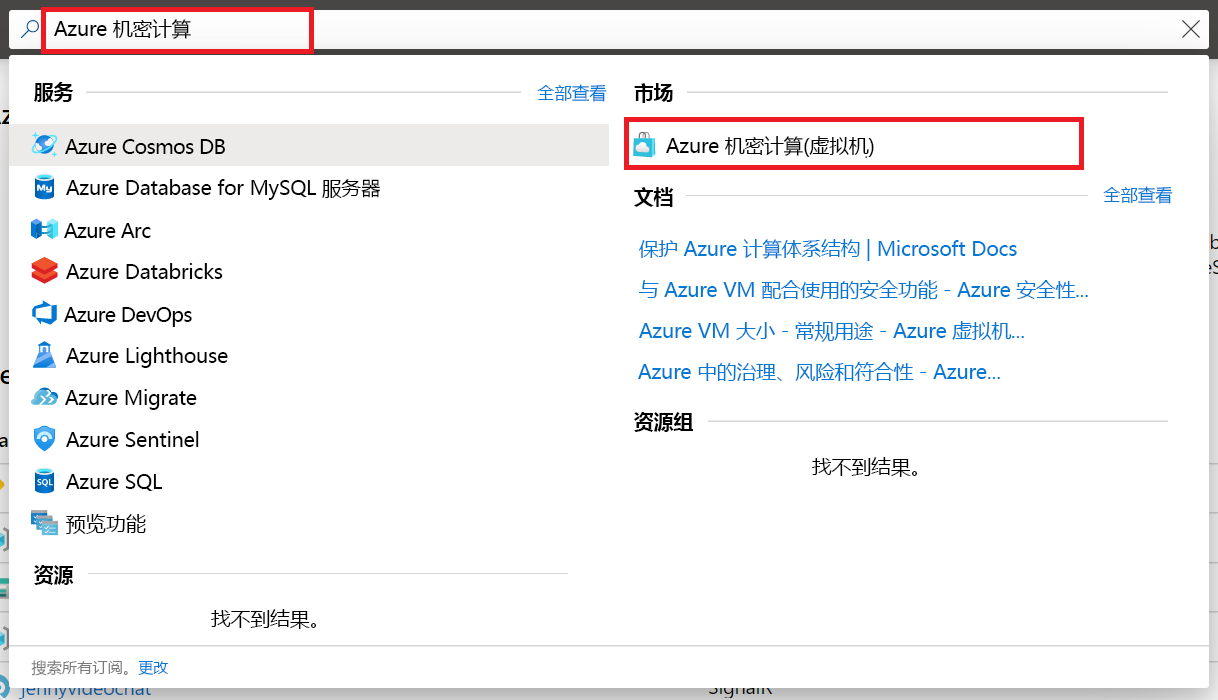 Azure 机密计算
服务
全部查看
Azure Cosmos DB
Azure Database for MySQL 服务器
Azure Arc
Azure Databricks
Azure DevOps
Azure Lighthouse
Azure Migrate
Azure Sentinel
Azure SQL
预览功能
资源
找不到结果。
市场
Azure 机密计算(虚拟机)
文档
全部查看
保护 Azure 计算体系结构 | Microsoft Docs
与 Azure VM 配合使用的安全功能 - Azure 安全性...
Azure VM 大小 - 常规用途 - Azure 虚拟机...
Azure 中的治理、风险和符合性 - Azure...
资源组
找不到结果。
搜索所有订阅。更改
jennyvideochat
SignalR